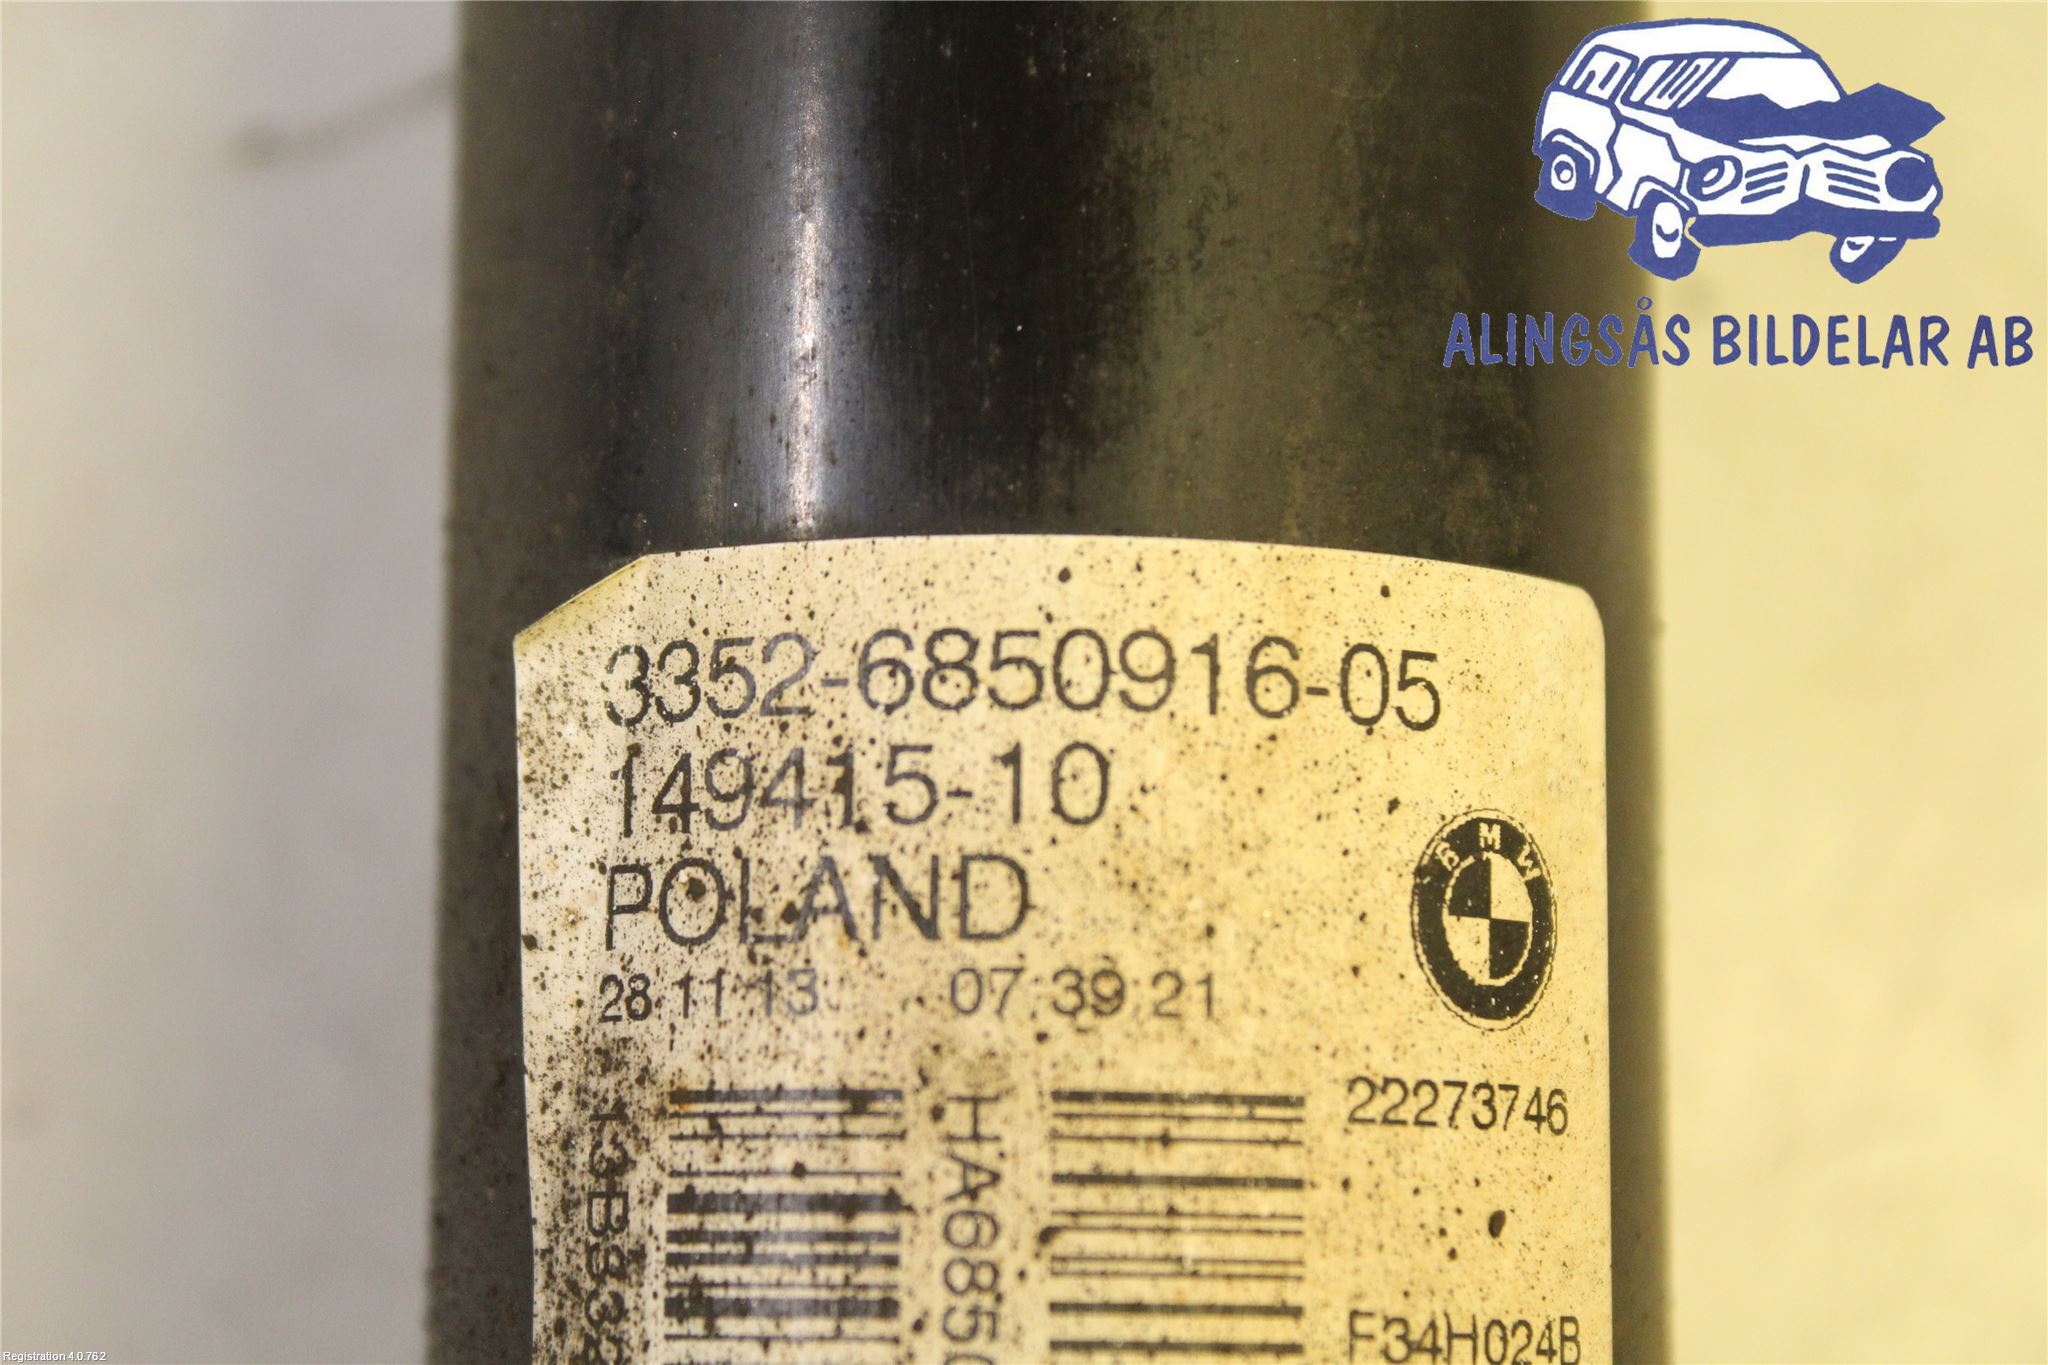 ALINGSÅS BILDELAR AB
3352-6850916-05
149415-10
POLAND
28.11.13 07:39:21
BMW
22273746
HA6850
F34H024B
Registration 4.0.762